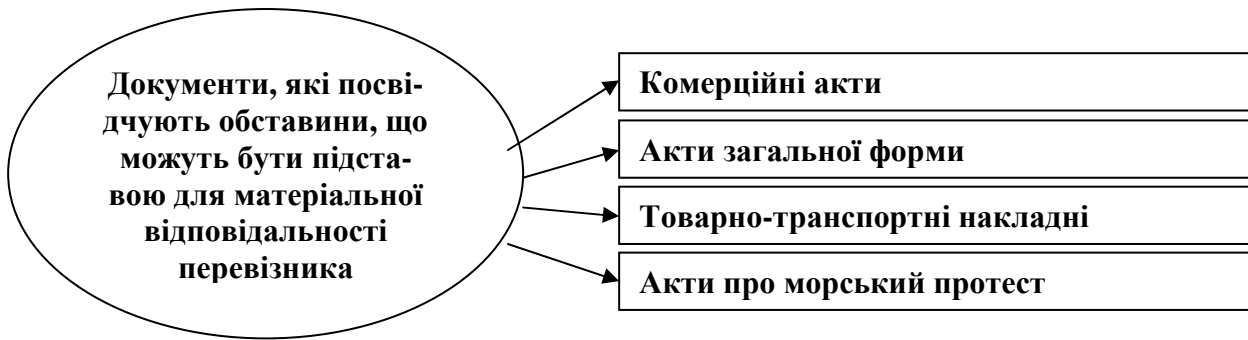 Документи, які посві-
дчують обставини, що
можуть бути підста-
вою для матеріальної
відповідальності
перевізника
Комерційні акти
Акти загальної форми
Товарно-транспортні накладні
Акти про морський протест